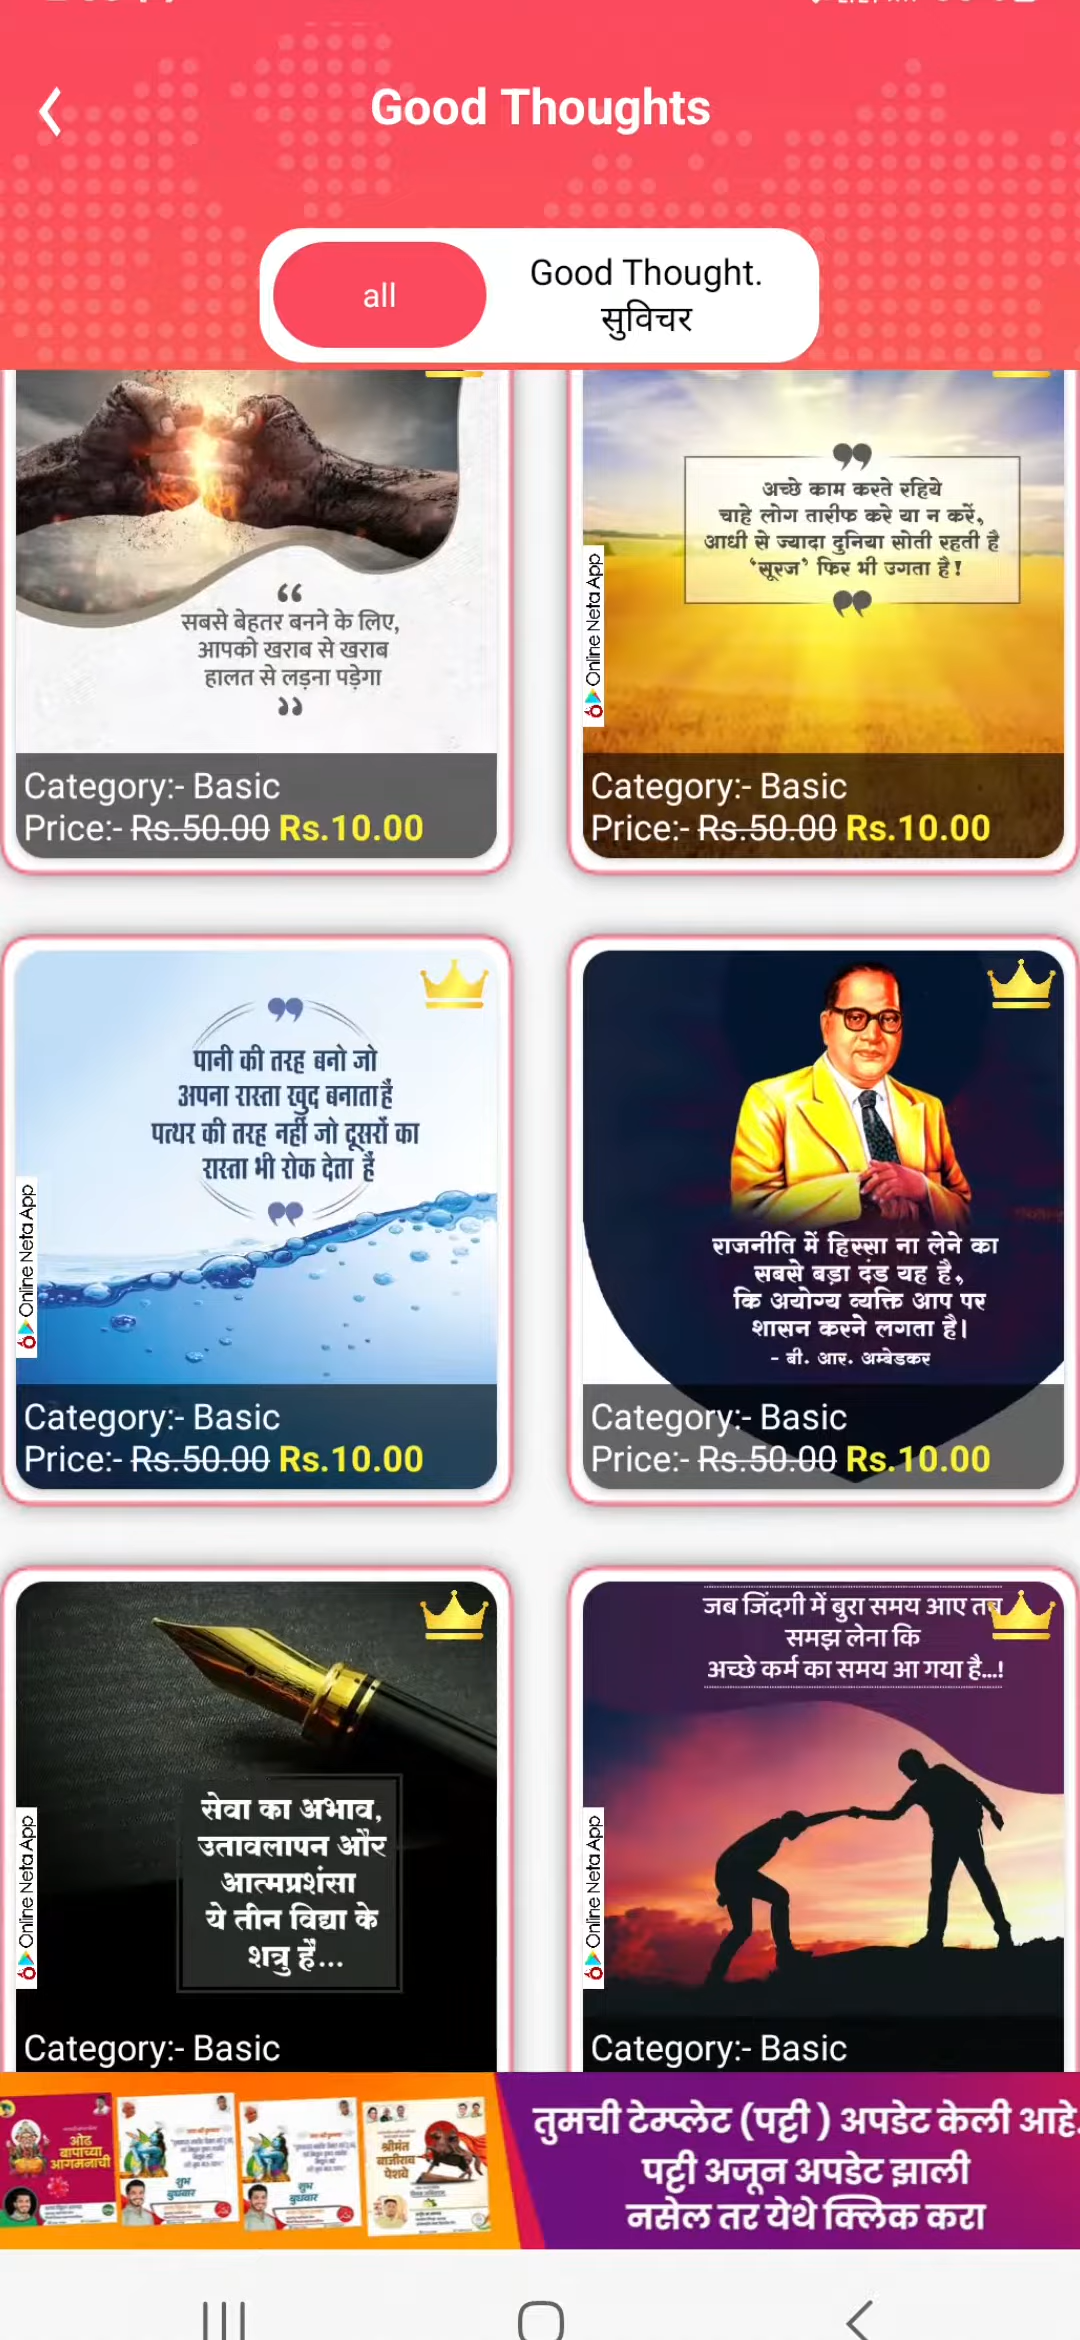 Good Thoughts
all
Good Thought.
सुविचर
“
सबसे बेहतर बनने के लिए,
आपको खराब से खराब
हालत से लड़ना पड़ेगा
”
Category:- Basic
Price:- Rs.50.00 Rs.10.00
”
अच्छे काम करते रहिये
चाहे लोग तारीफ करे या न करें,
आधी से ज्यादा दुनिया सोती रहती है
‘सूरज’ फिर भी उगता है!
”
Online Neta App
Category:- Basic
Price:- Rs.50.00 Rs.10.00
”
पानी की तरह बनो जो
अपना रास्ता खुद बनाता हैं
पत्थर की तरह नहीं जो दूसरों का
रास्ता भी रोक देता हैं
”
Online Neta App
Category:- Basic
Price:- Rs.50.00 Rs.10.00
राजनीति में हिस्सा ना लेने का
सबसे बड़ा दंड यह है,
कि अयोग्य व्यक्ति आप पर
शासन करने लगता है।
- बी. आर. अम्बेडकर
Category:- Basic
Price:- Rs.50.00 Rs.10.00
सेवा का अभाव,
उतावलापन और
आत्मप्रशंसा
ये तीन विद्या के
शत्रु हैं...
Online Neta App
Category:- Basic
जब जिंदगी में बुरा समय आए तब
समझ लेना कि
अच्छे कर्म का समय आ गया है...!
Online Neta App
Category:- Basic
ओढ
बाप्पाच्या
आगमनाची
शुभ
बुधवार
शुभ
बुधवार
श्रीमंत
बाजीराव
पेशवे
तुमची टेम्प्लेट (पट्टी ) अपडेट केली आहे.
पट्टी अजून अपडेट झाली
नसेल तर येथे क्लिक करा